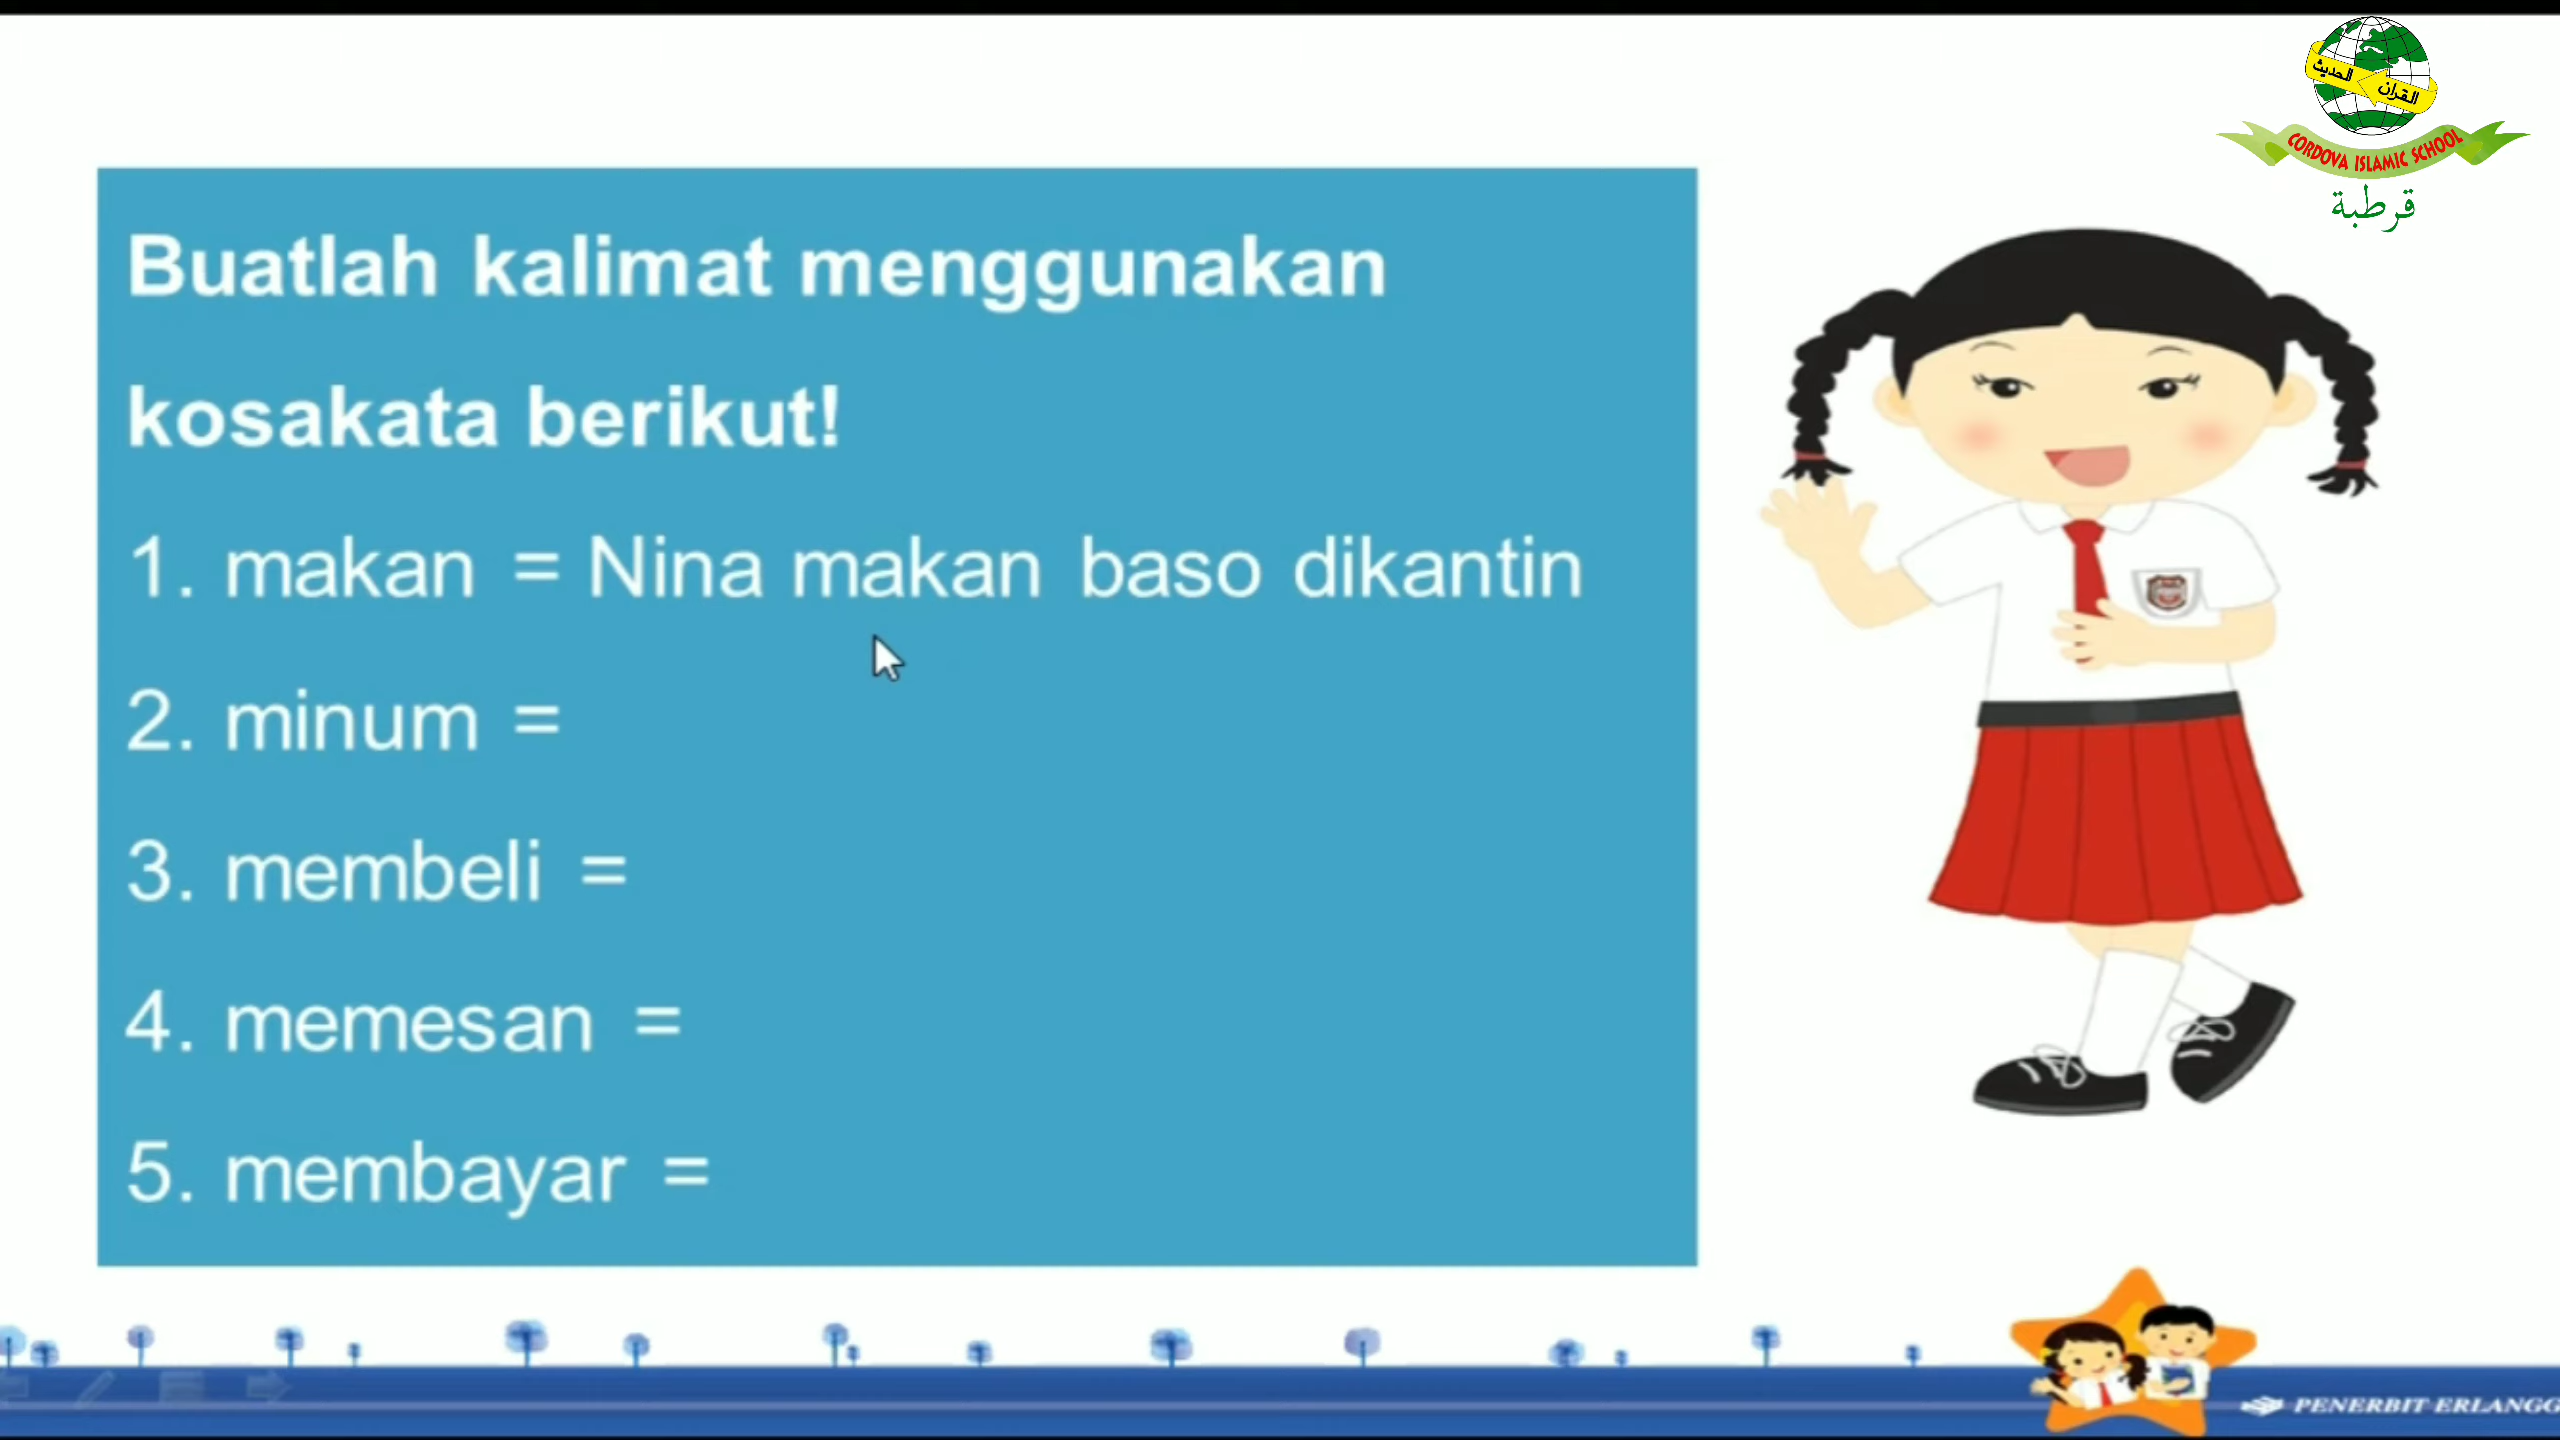 الحديث
القرآن
CORDOVA ISLAMIC SCHOOL
قرطبة
Buatlah kalimat menggunakan
kosakata berikut!
1. makan = Nina makan baso dikantin
2. minum =
3. membeli =
4. memesan =
5. membayar =
PENERBIT ERLANGG